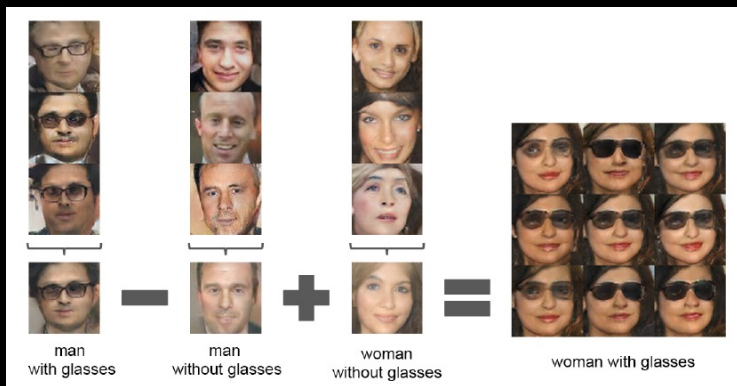 man
with glasses
man
without glasses
woman
without glasses
woman with glasses